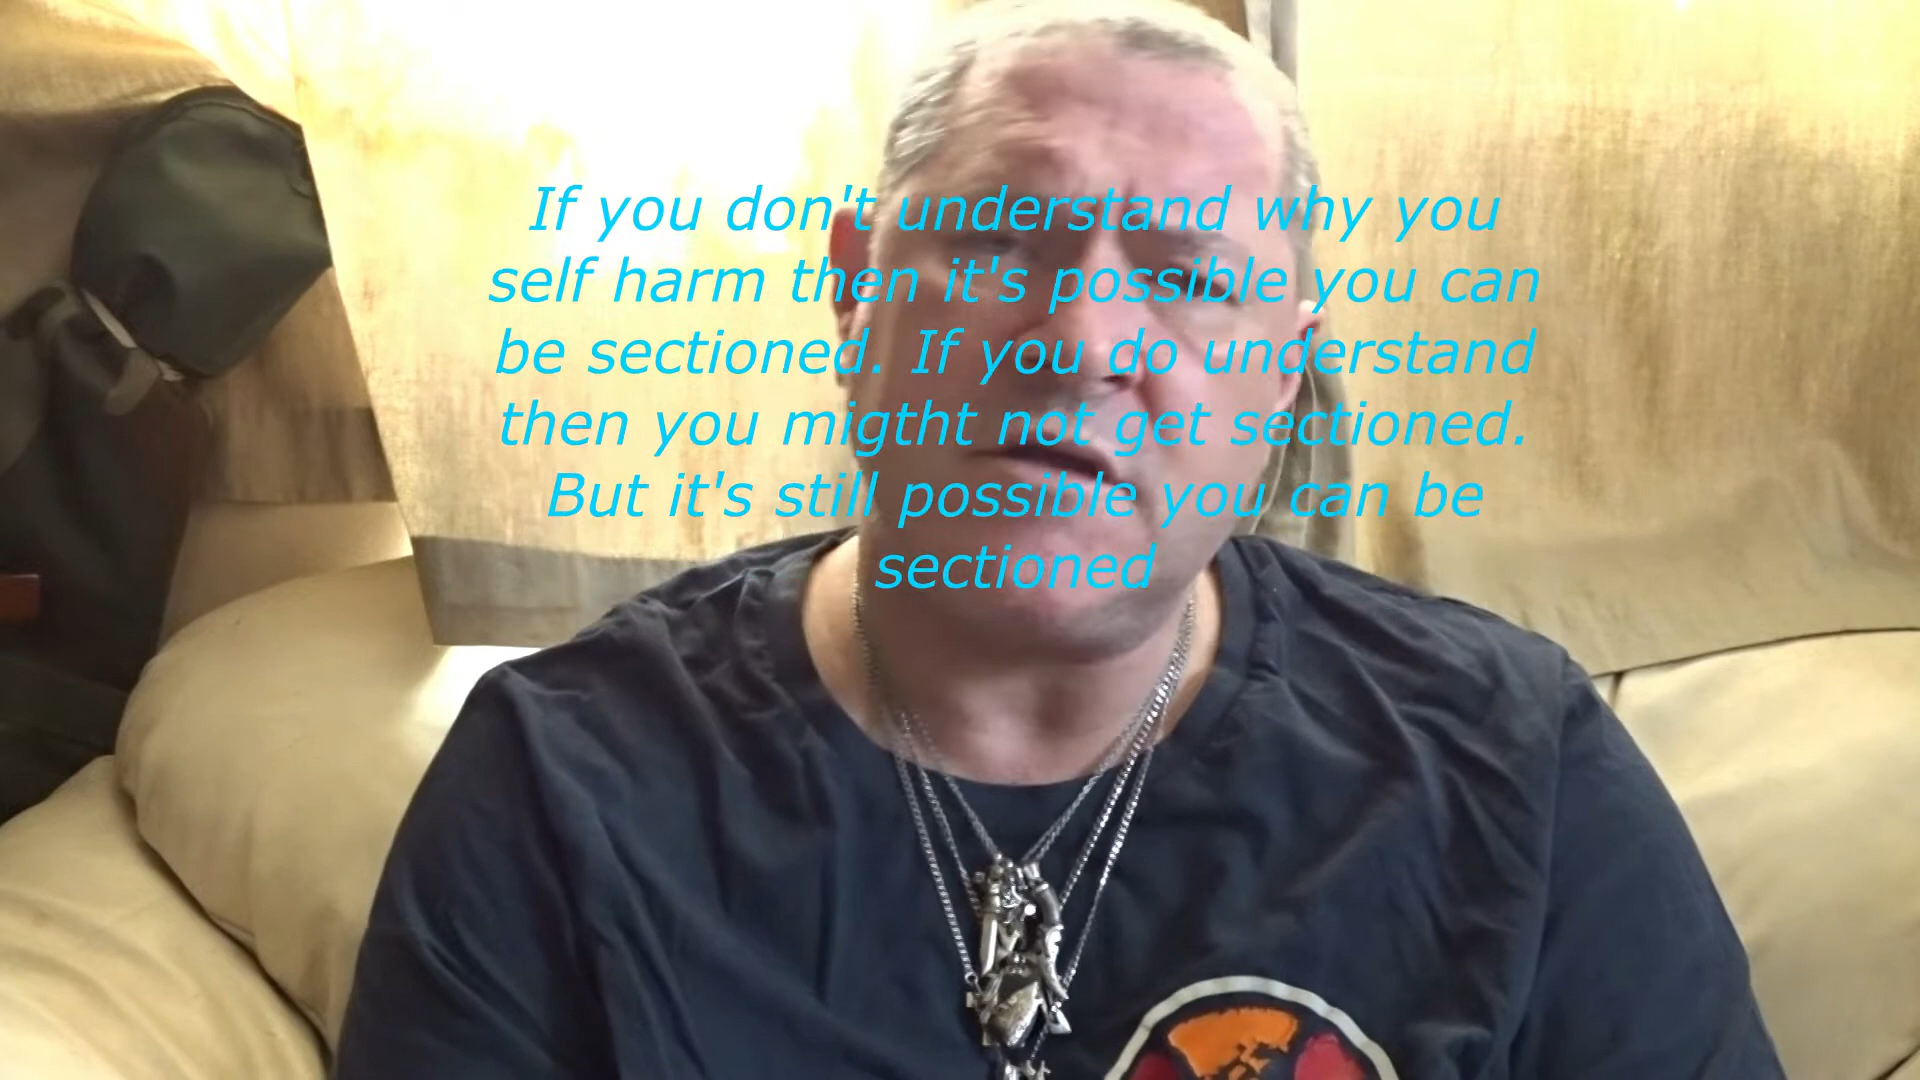 If you don't understand why you
self harm then it's possible you can
be sectioned. If you do understand
then you migtht not get sectioned.
But it's still possible you can be
sectioned